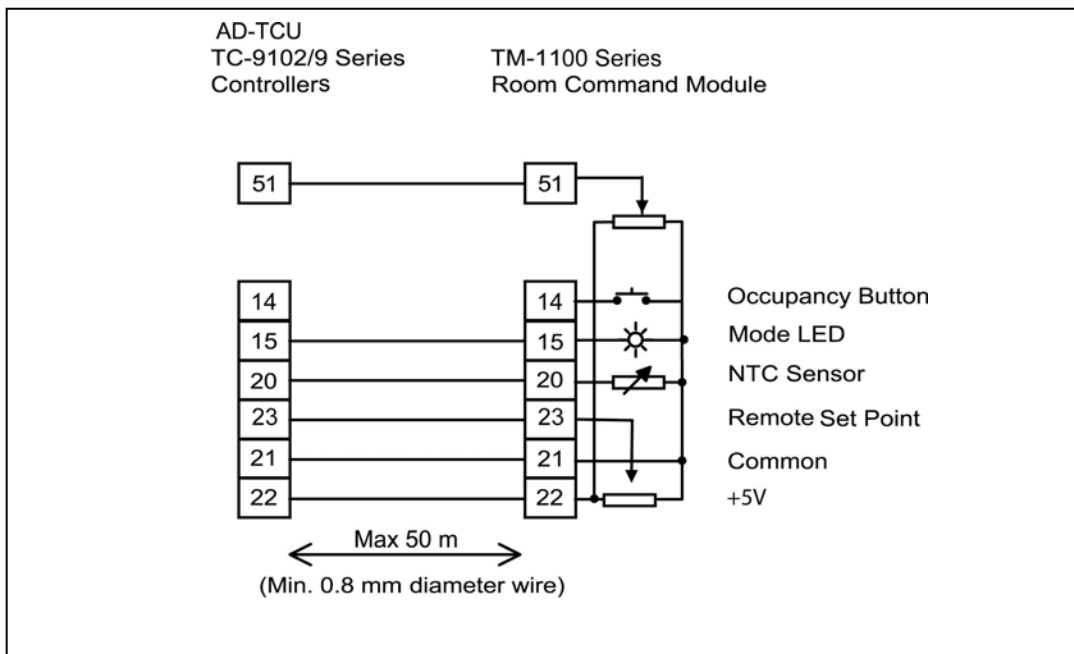 AD-TCU
TC-9102/9 Series
Controllers
TM-1100 Series
Room Command Module
51
51
14
14
Occupancy Button
15
15
Mode LED
20
20
NTC Sensor
23
23
Remote Set Point
21
21
Common
22
22
+5V
Max 50 m
(Min. 0.8 mm diameter wire)